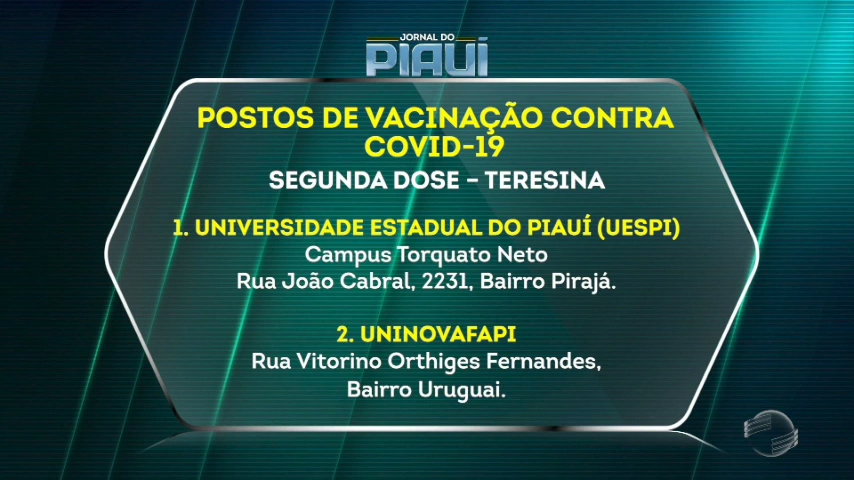 JORNAL DO
PIAUÍ
POSTOS DE VACINAÇÃO CONTRA
COVID-19
SEGUNDA DOSE – TERESINA
1. UNIVERSIDADE ESTADUAL DO PIAUÍ (UESPI)
Campus Torquato Neto
Rua João Cabral, 2231, Bairro Pirajá.
2. UNINOVAFAPI
Rua Vitorino Orthiges Fernandes,
Bairro Uruguai.